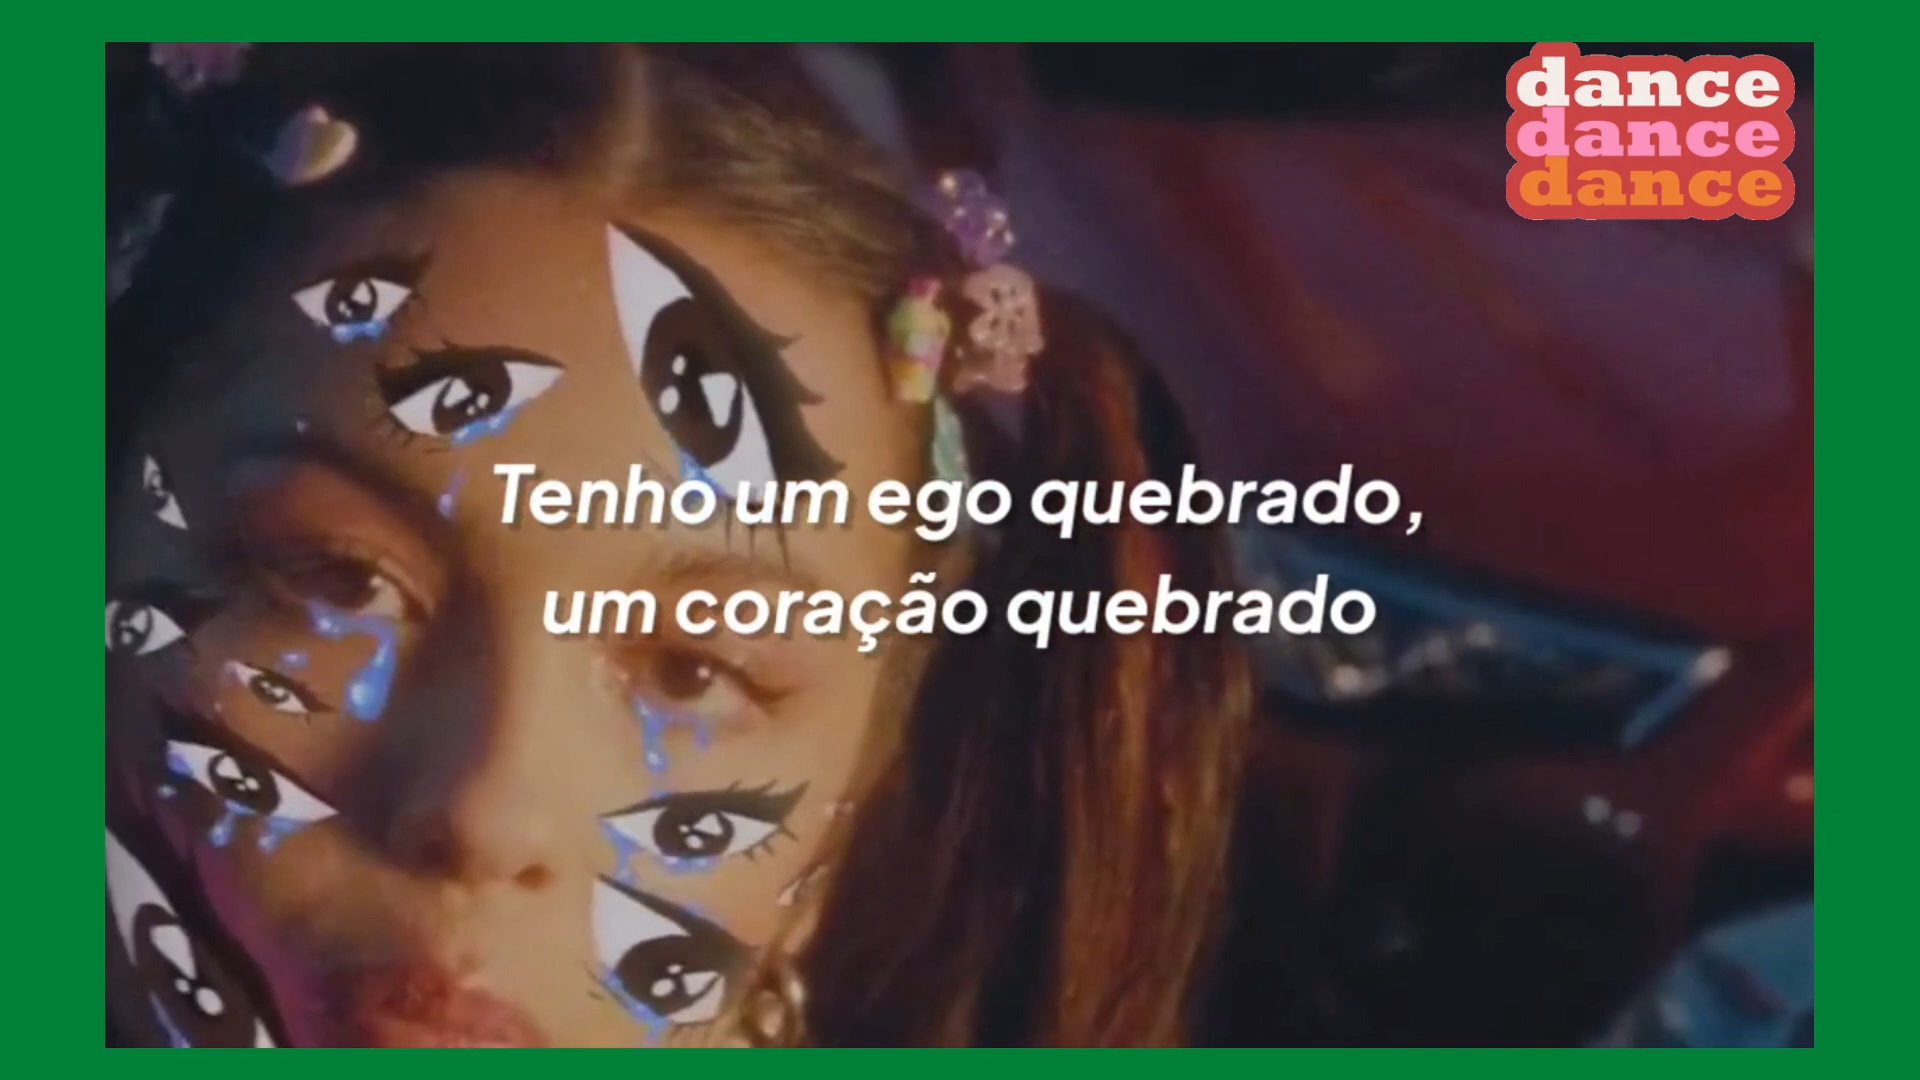 dance
dance
dance
Tenho um ego quebrado,
um coração quebrado